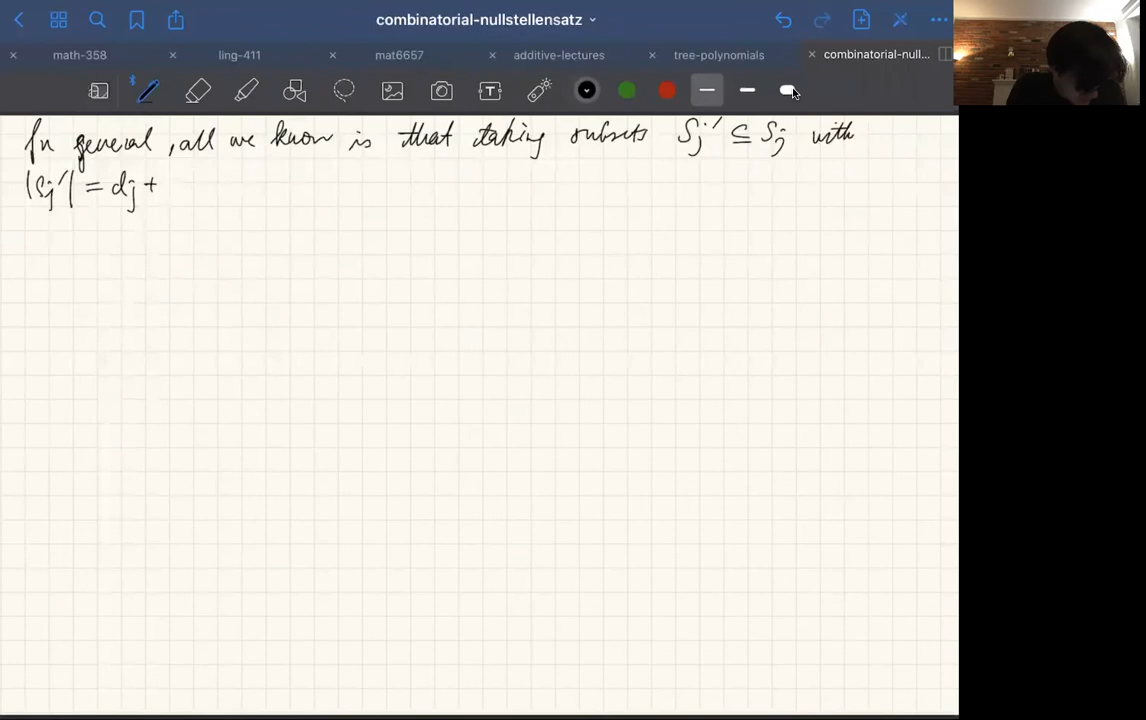 combinatorial-nullstellensatz
math-358
ling-411
mat6657
additive-lectures
tree-polynomials
combinatorial-null...
In general, all we know is that taking subsets Sj' ⊆ Sj with
|Sj'| = dj +